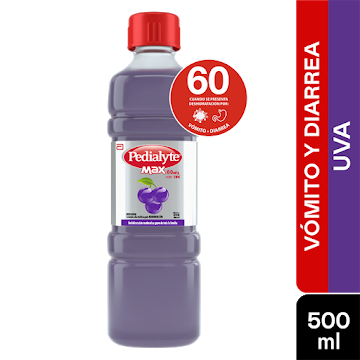 60
CUANDO SE PRESENTA
DESHIDRATACIÓN POR:
VÓMITO + DIARREA
Pedialyte
Max
VÓMITO Y DIARREA
UVA
500
ml